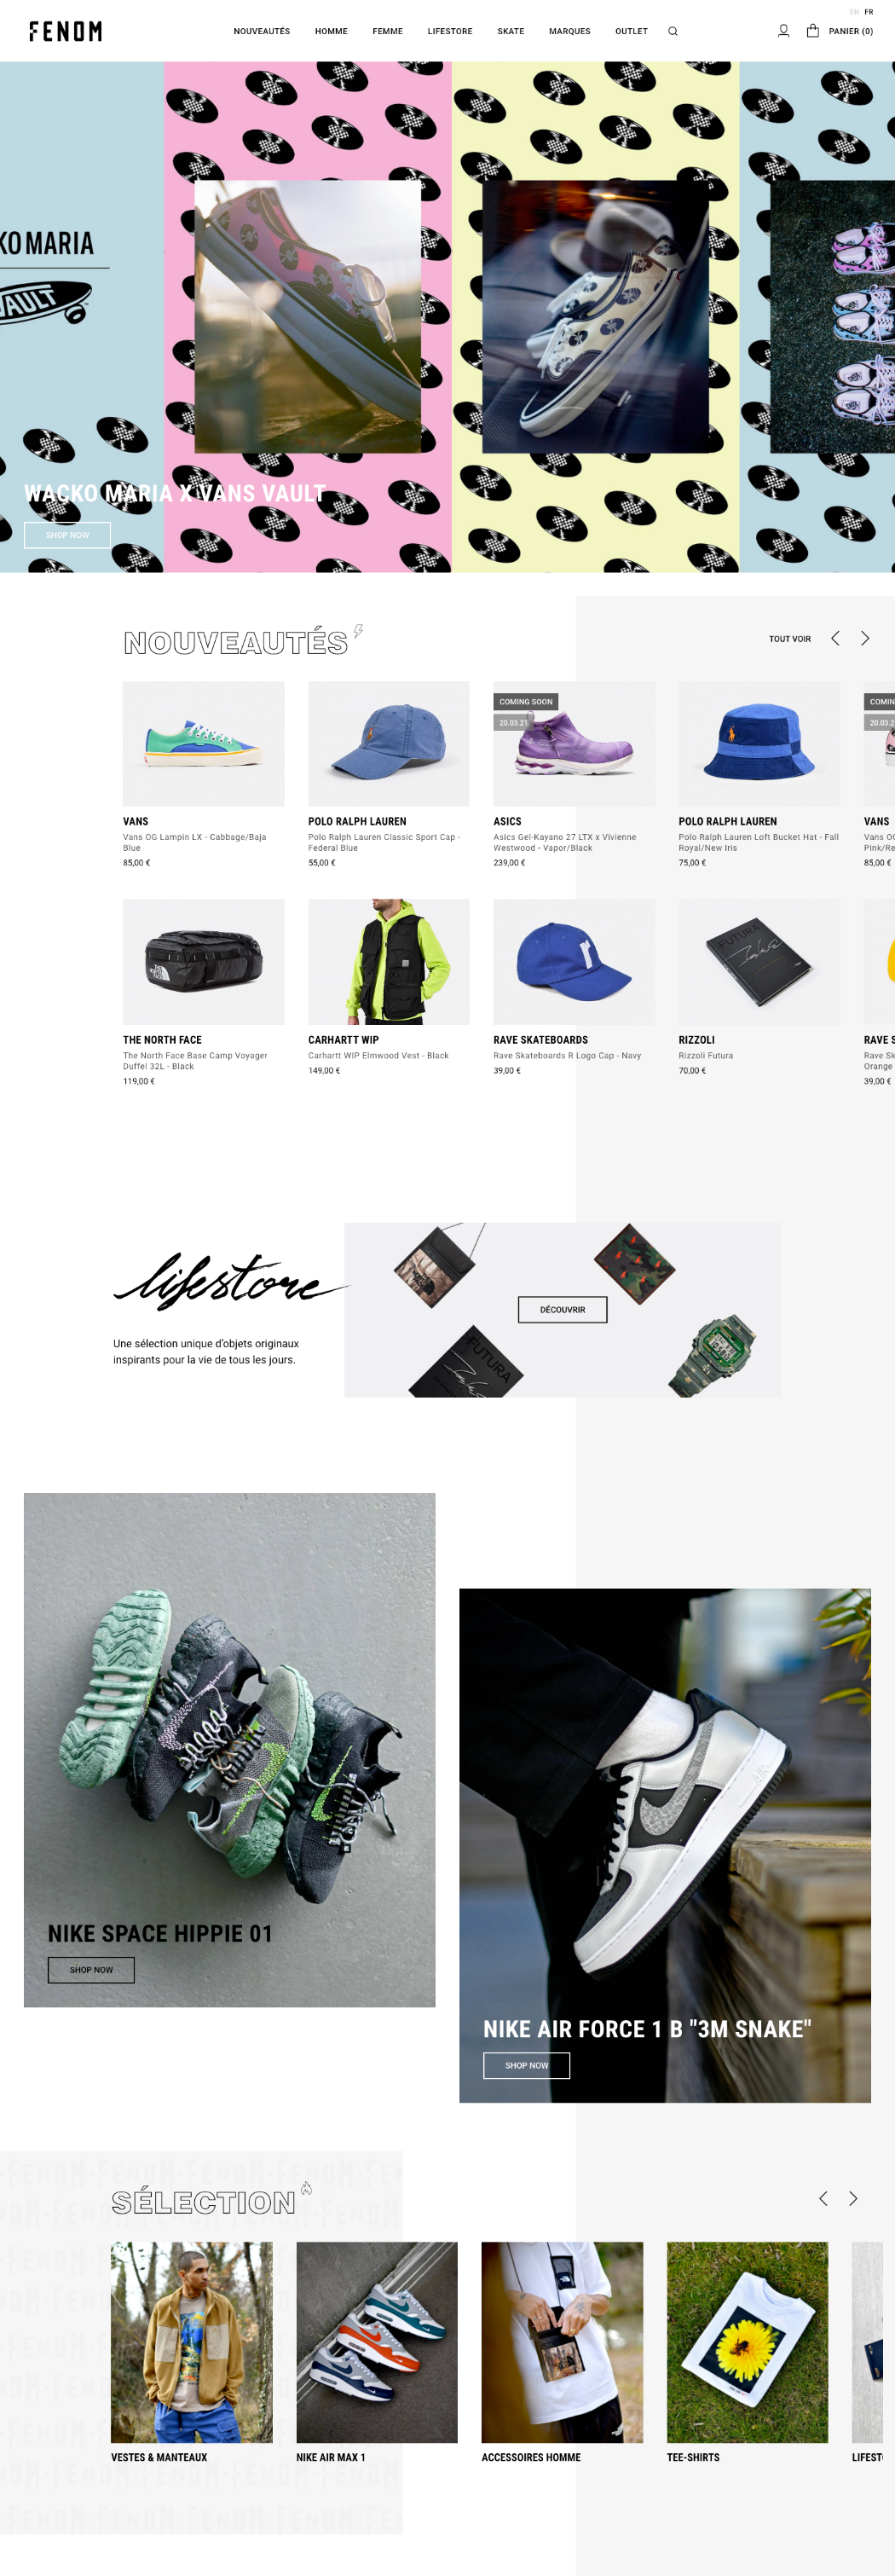 EN FR
FENOM
NOUVEAUTÉS HOMME FEMME LIFESTORE SKATE MARQUES OUTLET
PANIER (0)
KO MARIA
VAULT
WACKO MARIA X VANS VAULT
SHOP NOW
NOUVEAUTÉS
TOUT VOIR
COMING SOON
20.03.21
COMIN
20.03.2
VANS
Vans OG Lampin LX - Cabbage/Baja
Blue
85,00 €
POLO RALPH LAUREN
Polo Ralph Lauren Classic Sport Cap -
Federal Blue
55,00 €
ASICS
Asics Gel-Kayano 27 LTX x Vivienne
Westwood - Vapor/Black
239,00 €
POLO RALPH LAUREN
Polo Ralph Lauren Loft Bucket Hat - Fall
Royal/New Iris
75,00 €
VANS
Vans OG
Pink/Re
85,00 €
THE NORTH FACE
The North Face Base Camp Voyager
Duffel 32L - Black
119,00 €
CARHARTT WIP
Carhartt WIP Elmwood Vest - Black
149,00 €
RAVE SKATEBOARDS
Rave Skateboards R Logo Cap - Navy
39,00 €
FUTURA
RIZZOLI
Rizzoli Futura
70,00 €
RAVE S
Rave Sk
Orange
39,00 €
lifestore
Une sélection unique d'objets originaux
inspirants pour la vie de tous les jours.
DÉCOUVRIR
FUTURA
NIKE SPACE HIPPIE 01
SHOP NOW
NIKE AIR FORCE 1 B "3M SNAKE"
SHOP NOW
SÉLECTION
VESTES & MANTEAUX
NIKE AIR MAX 1
ACCESSOIRES HOMME
TEE-SHIRTS
LIFEST